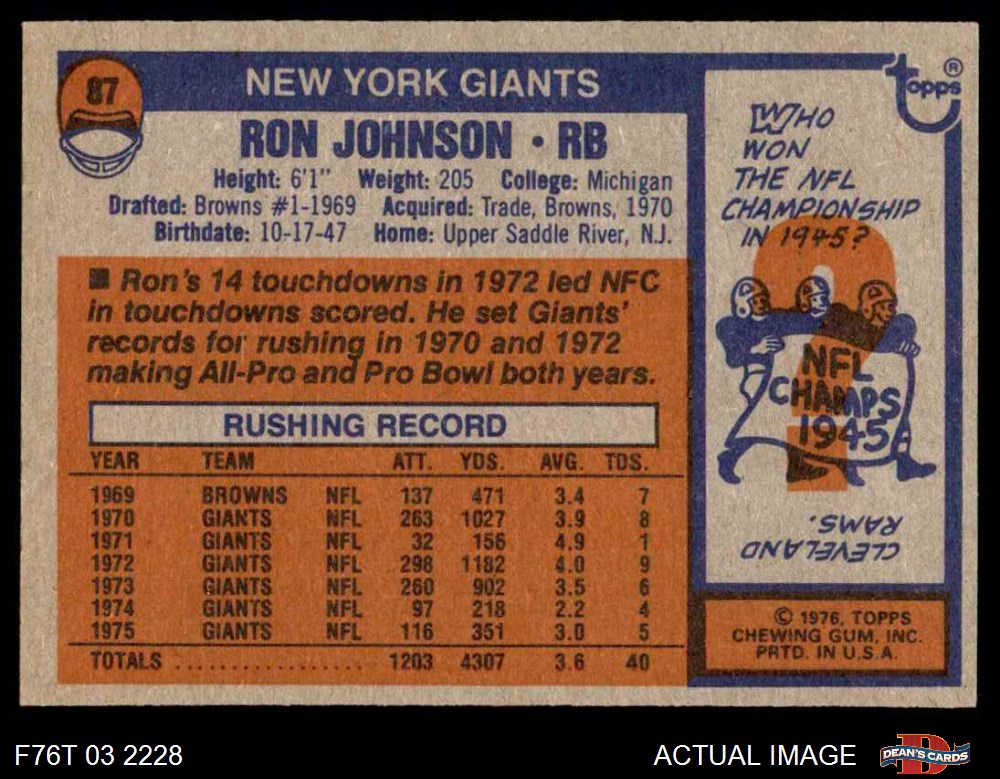 87
NEW YORK GIANTS
RON JOHNSON • RB
Height: 6'1" Weight: 205 College: Michigan
Drafted: Browns #1-1969 Acquired: Trade, Browns, 1970
Birthdate: 10-17-47 Home: Upper Saddle River, N.J.
■ Ron's 14 touchdowns in 1972 led NFC
in touchdowns scored. He set Giants'
records for rushing in 1970 and 1972
making All-Pro and Pro Bowl both years.
RUSHING RECORD
YEAR TEAM ATT. YDS. AVG. TDS.
1969 BROWNS NFL 137 471 3.4 7
1970 GIANTS NFL 263 1027 3.9 8
1971 GIANTS NFL 32 156 4.9 1
1972 GIANTS NFL 298 1182 4.0 9
1973 GIANTS NFL 260 902 3.5 6
1974 GIANTS NFL 97 218 2.2 4
1975 GIANTS NFL 116 351 3.0 5
TOTALS .................. 1203 4307 3.6 40
topps®
WHO
WON
THE NFL
CHAMPIONSHIP
IN 1945?
?
NFL
CHAMPS
1945
CLEVELAND
RAMS.
© 1976, TOPPS
CHEWING GUM, INC.
PRTD. IN U.S.A.
F76T 03 2228
ACTUAL IMAGE
D
DEAN'S CARDS